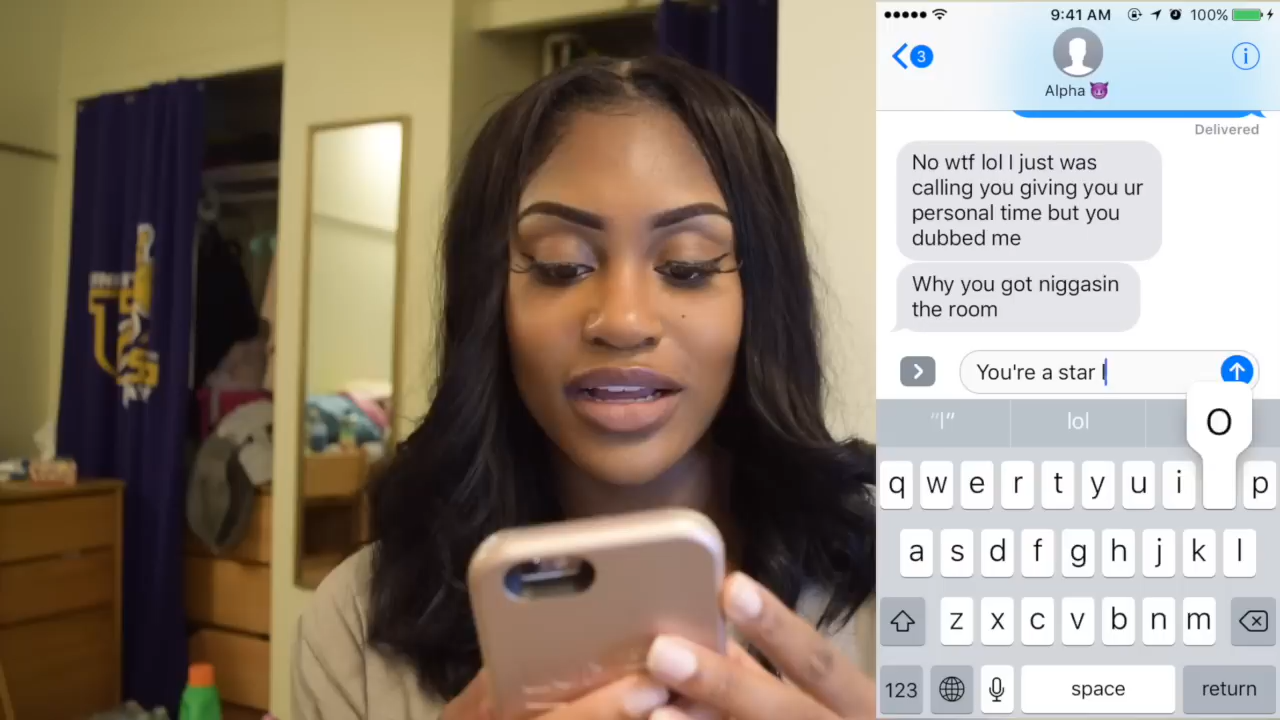 9:41 AM
100%
3
Alpha
Delivered
No wtf lol I just was
calling you giving you ur
personal time but you
dubbed me
Why you got niggasin
the room
You're a star l
"l"
lol
O
q w e r t y u i p
a s d f g h j k l
z x c v b n m
123
space
return